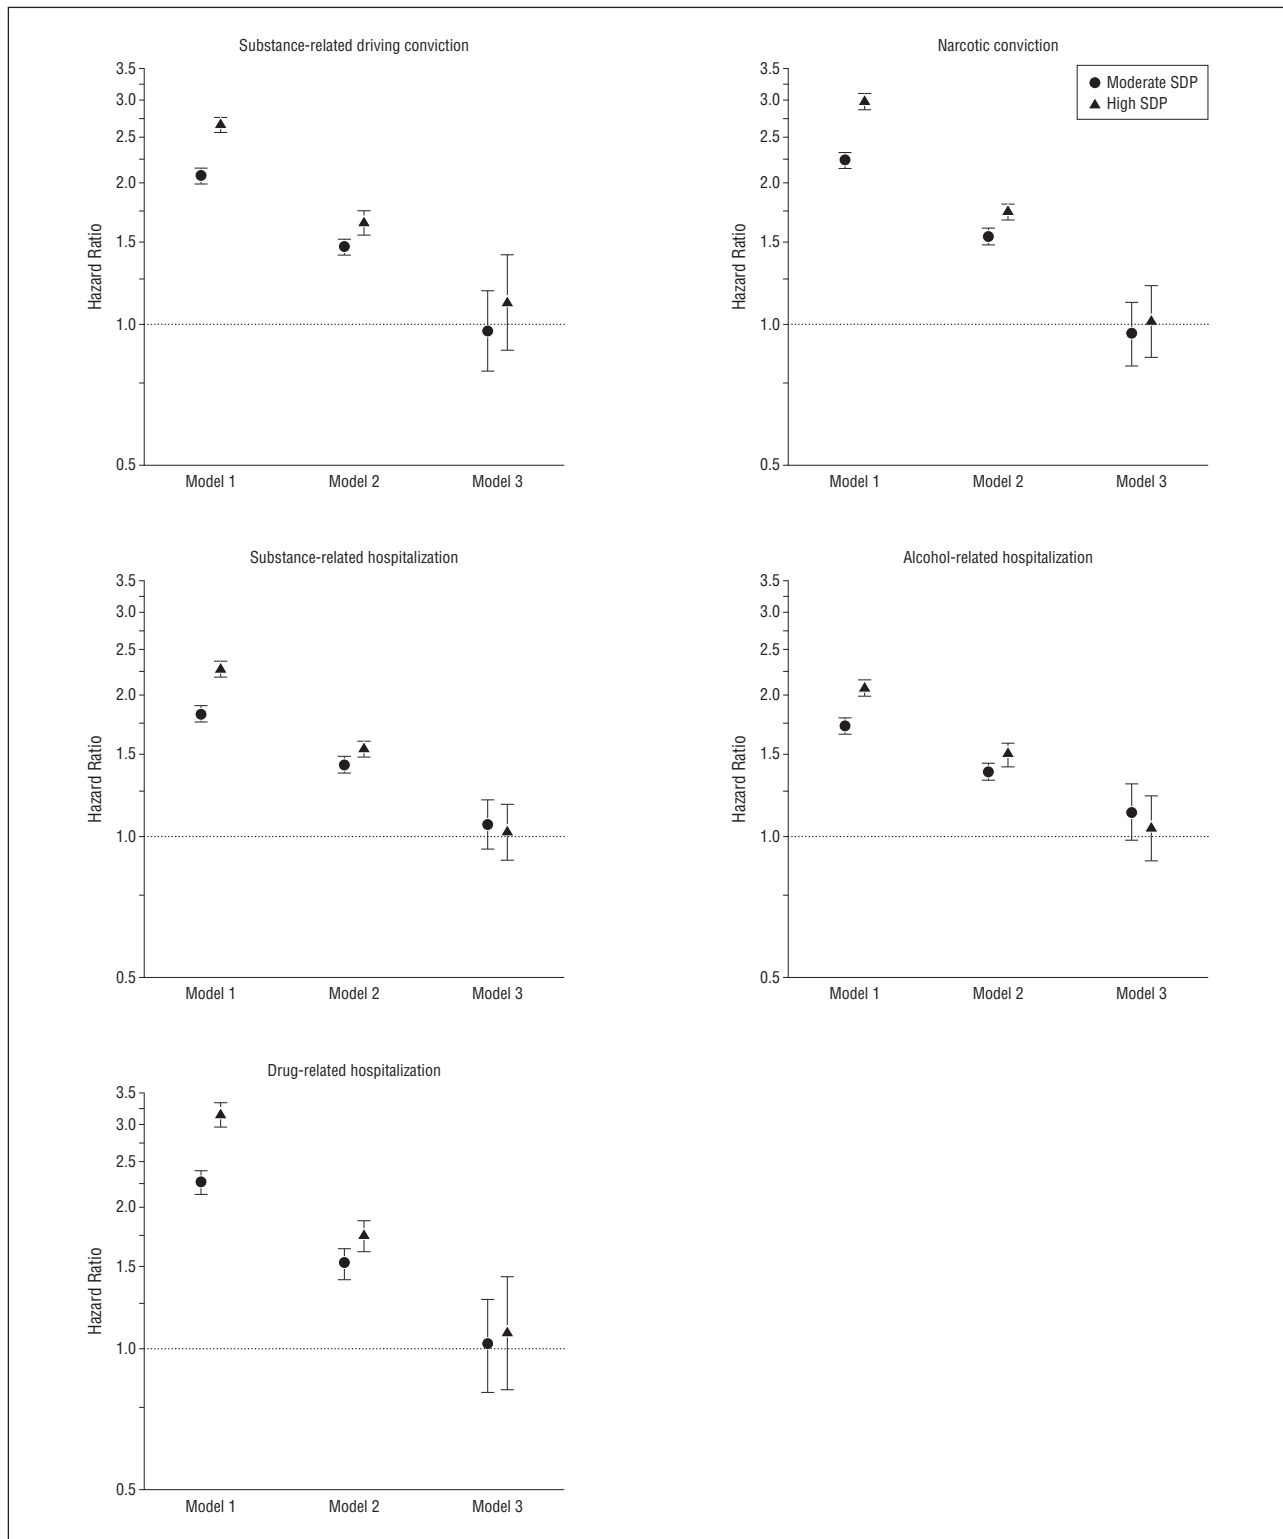 Substance-related driving conviction
3.5
3.0
2.5
2.0
1.5
1.0
0.5
Hazard Ratio
Model 1 Model 2 Model 3
Narcotic conviction
3.5
3.0
2.5
2.0
1.5
1.0
0.5
Hazard Ratio
Moderate SDP
High SDP
Model 1 Model 2 Model 3
Substance-related hospitalization
3.5
3.0
2.5
2.0
1.5
1.0
0.5
Hazard Ratio
Model 1 Model 2 Model 3
Alcohol-related hospitalization
3.5
3.0
2.5
2.0
1.5
1.0
0.5
Hazard Ratio
Model 1 Model 2 Model 3
Drug-related hospitalization
3.5
3.0
2.5
2.0
1.5
1.0
0.5
Hazard Ratio
Model 1 Model 2 Model 3